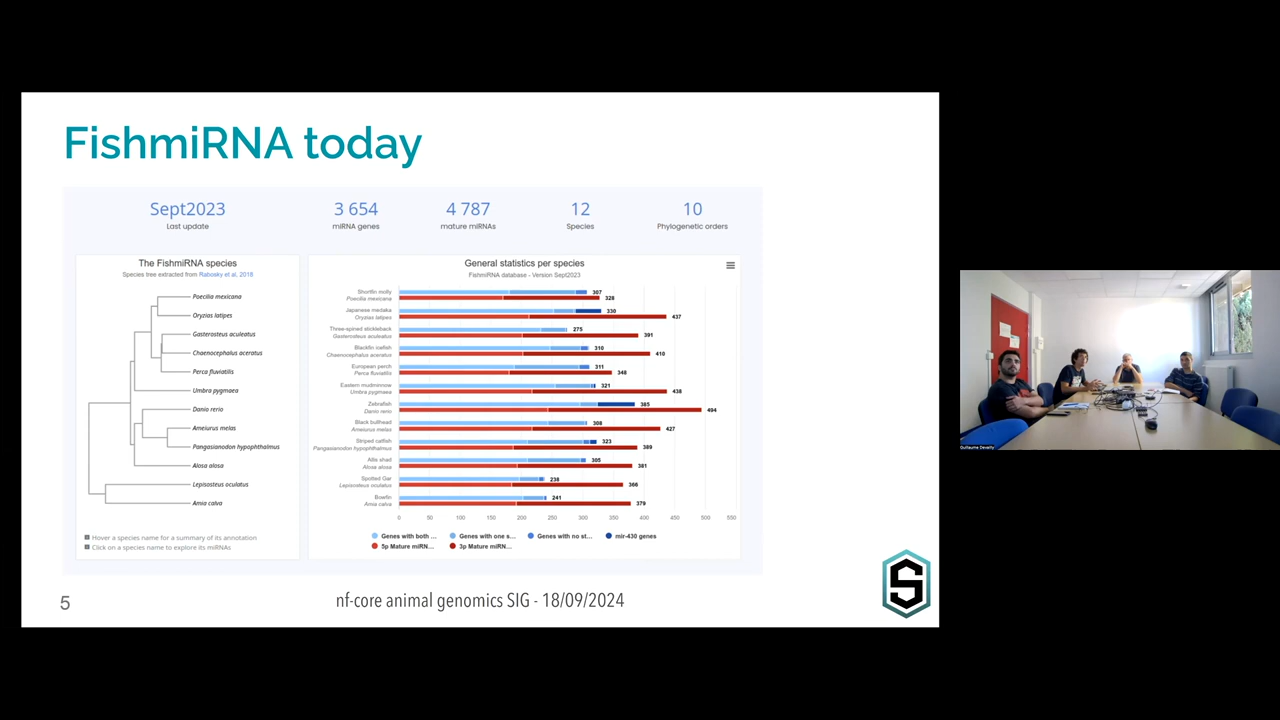 FishmiRNA today
Sept2023
Last update
3 654
miRNA genes
4 787
mature miRNAs
12
Species
10
Phylogenetic orders
The FishmiRNA species
Species tree extracted from Rabosky et al. 2018
Poecilia mexicana
Oryzias latipes
Gasterosteus aculeatus
Chaenocephalus aceratus
Perca fluviatilis
Umbra pygmaea
Danio rerio
Ameiurus melas
Pangasianodon hypophthalmus
Alosa alosa
Lepisosteus oculatus
Amia calva
Hover a species name for a summary of its annotation
Click on a species name to explore its miRNAs
General statistics per species
FishmiRNA database - Version Sept2023
Shortfin molly
Poecilia mexicana
307
328
Japanese medaka
Oryzias latipes
330
437
Three-spined stickleback
Gasterosteus aculeatus
275
391
Blackfin icefish
Chaenocephalus aceratus
310
410
European perch
Perca fluviatilis
311
348
Eastern mudminnow
Umbra pygmaea
321
438
Zebrafish
Danio rerio
385
494
Black bullhead
Ameiurus melas
308
427
Striped catfish
Pangasianodon hypophthalmus
323
389
Allis shad
Alosa alosa
305
381
Spotted Gar
Lepisosteus oculatus
238
366
Bowfin
Amia calva
241
379
0 50 100 150 200 250 300 350 400 450 500 550
Genes with both ... Genes with one s... Genes with no st... mir-430 genes
5p Mature miRN... 3p Mature miRN...
5
nf-core animal genomics SIG - 18/09/2024
S
Guillaume Devailly